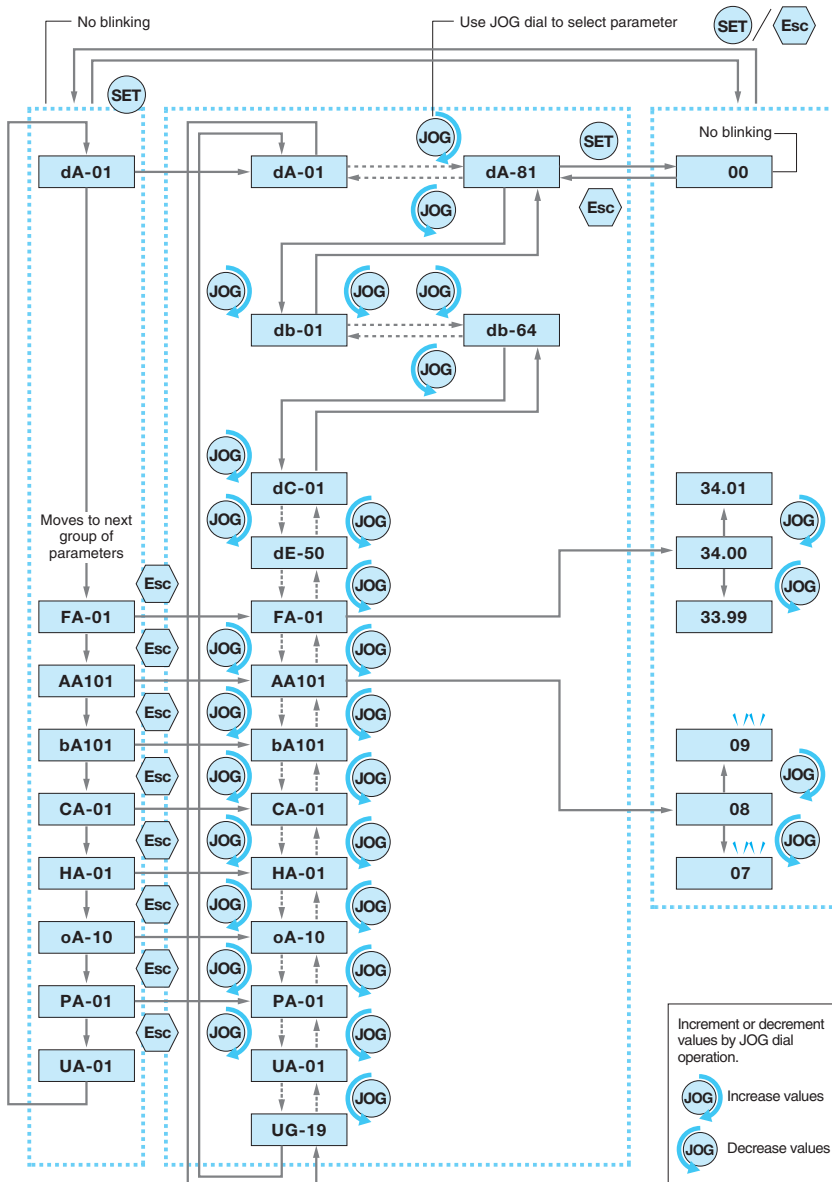 No blinking
Use JOG dial to select parameter
SET / Esc
SET
No blinking
JOG
SET
dA-01
dA-01
dA-81
00
JOG
Esc
JOG
JOG
JOG
db-01
db-64
JOG
JOG
dC-01
34.01
JOG
JOG
JOG
Moves to next
group of
parameters
dE-50
34.00
Esc
JOG
JOG
FA-01
FA-01
33.99
Esc
JOG
JOG
AA101
AA101
Esc
JOG
JOG
bA101
bA101
09
Esc
JOG
JOG
JOG
CA-01
CA-01
08
Esc
JOG
JOG
JOG
HA-01
HA-01
07
Esc
JOG
JOG
oA-10
oA-10
Esc
JOG
JOG
PA-01
PA-01
Esc
JOG
JOG
UA-01
UA-01
JOG
UG-19
Increment or decrement
values by JOG dial
operation.
JOG Increase values
JOG Decrease values